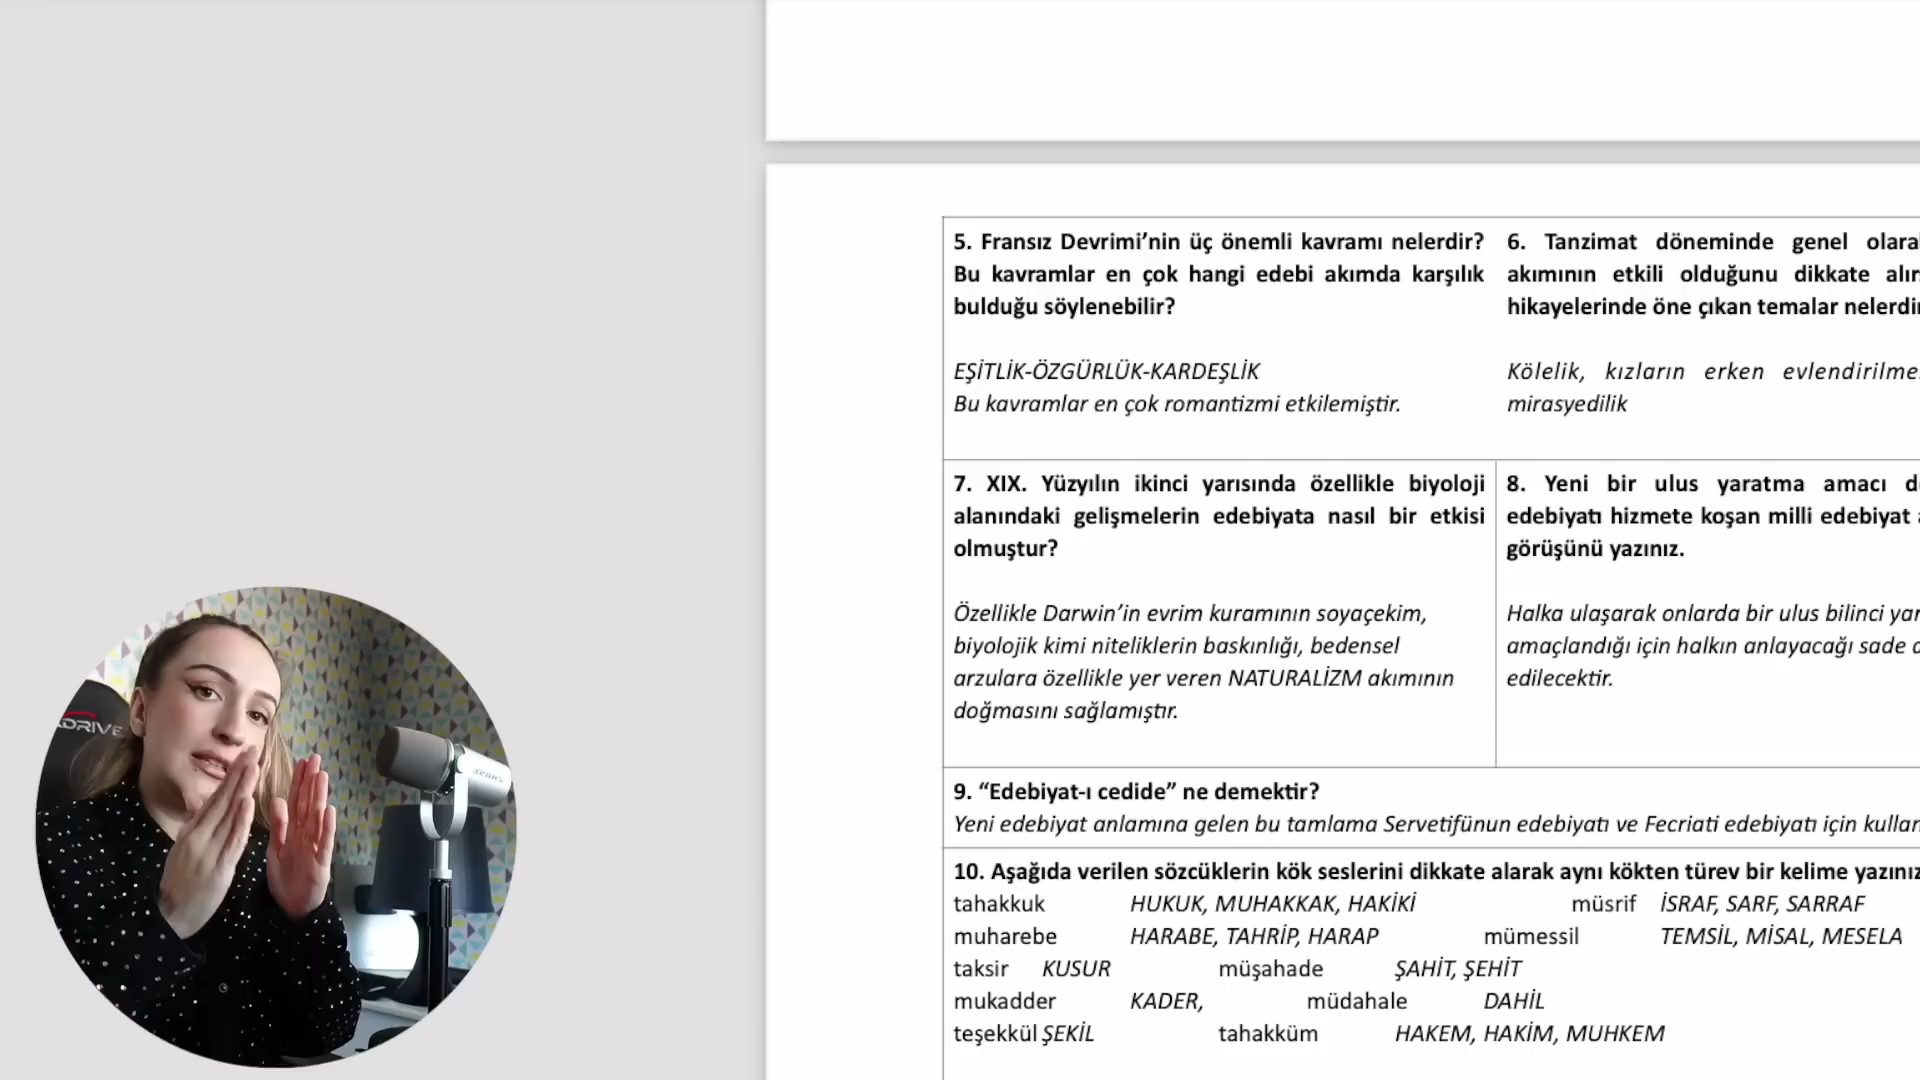 5. Fransız Devrimi’nin üç önemli kavramı nelerdir?
Bu kavramlar en çok hangi edebi akımda karşılık
bulduğu söylenebilir?
EŞİTLİK-ÖZGÜRLÜK-KARDEŞLİK
Bu kavramlar en çok romantizmi etkilemiştir.
6. Tanzimat döneminde genel
akımının etkili olduğunu dikkate
hikayelerinde öne çıkan temalar
Kölelik, kızların erken
mirasyedilik
7. XIX. Yüzyılın ikinci yarısında özellikle biyoloji
alanındaki gelişmelerin edebiyata nasıl bir etkisi
olmuştur?
Özellikle Darwin’in evrim kuramının soyaçekim,
biyolojik kimi niteliklerin baskınlığı, bedensel
arzulara özellikle yer veren NATURALİZM akımının
doğmasını sağlamıştır.
8. Yeni bir ulus yaratma amacı
edebiyatı hizmete koşan milli edebiyat
görüşünü yazınız.
Halka ulaşarak onlarda bir ulus bilinci
amaçlandığı için halkın anlayacağı sade
edilecektir.
9. “Edebiyat-ı cedide” ne demektir?
Yeni edebiyat anlamına gelen bu tamlama Servetifünun edebiyatı ve Fecriati edebiyatı için
10. Aşağıda verilen sözcüklerin kök seslerini dikkate alarak aynı kökten türev bir kelime yazınız
tahakkuk HUKUK, MUHAKKAK, HAKİKİ müsrif İSRAF, SARF, SARRAF
muharebe HARABE, TAHRİP, HARAP mümessil TEMSİL, MİSAL, MESELA
taksir KUSUR müşahade ŞAHİT, ŞEHİT
mukadder KADER, müdahale DAHİL
teşekkül ŞEKİL tahakküm HAKEM, HAKİM, MUHKEM